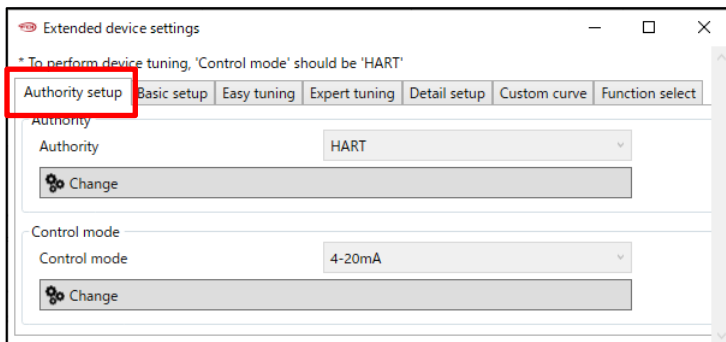 Extended device settings
* To perform device tuning, 'Control mode' should be 'HART'
Authority setup Basic setup Easy tuning Expert tuning Detail setup Custom curve Function select
Authority
Authority HART
Change
Control mode
Control mode 4-20mA
Change